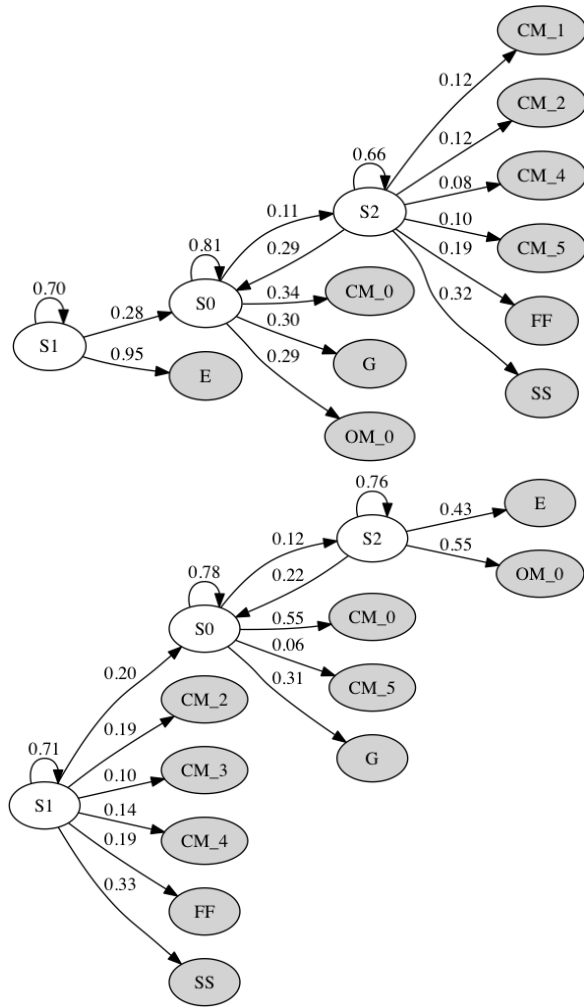 CM_1
0.12
CM_2
0.12
0.66
CM_4
0.08
S2
0.11
0.10
CM_5
0.81
0.29
0.19
0.70
S0
0.34
CM_0
0.32
FF
0.28
0.30
S1
G
0.95
E
0.29
SS
OM_0
0.76
E
0.43
0.12
S2
0.55
OM_0
0.78
0.22
S0
0.55
CM_0
0.06
0.20
0.31
CM_5
CM_2
0.19
G
0.71
0.10
CM_3
S1
0.14
CM_4
0.19
0.33
FF
SS